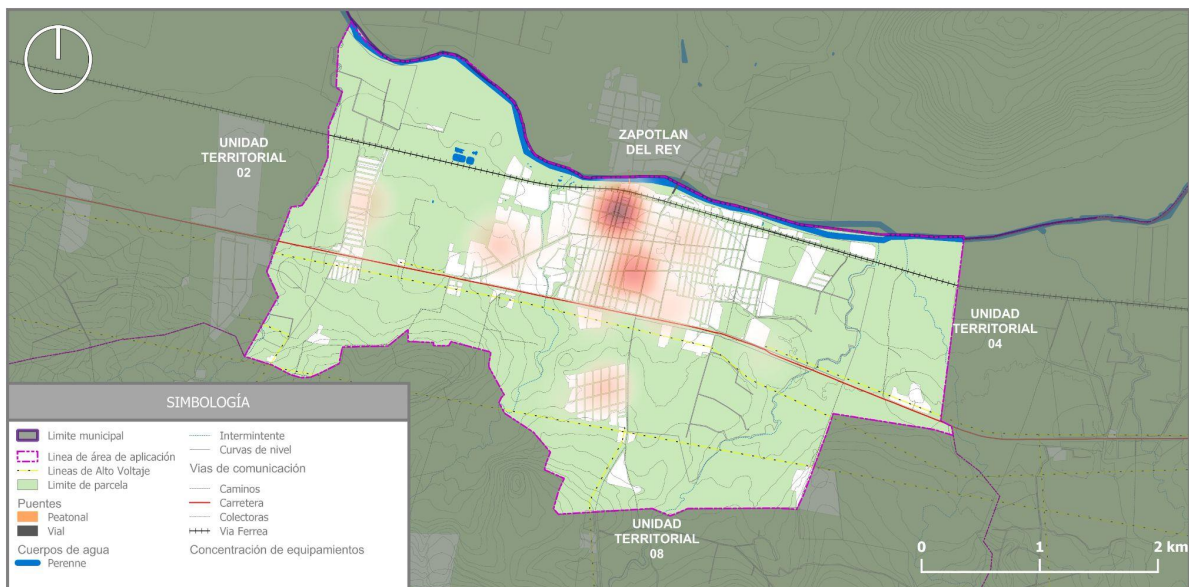 UNIDAD
TERRITORIAL
02
ZAPOTLAN
DEL REY
UNIDAD
TERRITORIAL
04
UNIDAD
TERRITORIAL
08
SIMBOLOGÍA
Limite municipal
Linea de área de aplicación
Lineas de Alto Voltaje
Limite de parcela
Puentes
Peatonal
Vial
Cuerpos de agua
Perenne
Intermintente
Curvas de nivel
Vias de comunicación
Caminos
Carretera
Colectoras
Via Ferrea
Concentración de equipamientos
0 1 2 km